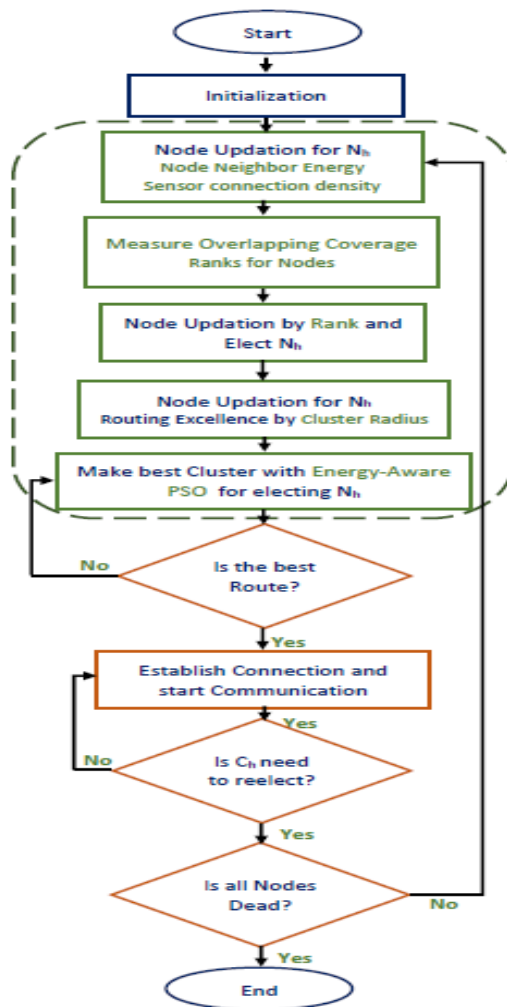 Start
Initialization
Node Updation for Nₕ
Node Neighbor Energy
Sensor connection density
Measure Overlapping Coverage
Ranks for Nodes
Node Updation by Rank and
Elect Nₕ
Node Updation for Nₕ
Routing Excellence by Cluster Radius
Make best Cluster with Energy-Aware
PSO for electing Nₕ
No
Is the best
Route?
Yes
Establish Connection and
start Communication
Yes
No
Is Cₕ need
to reelect?
Yes
Is all Nodes
Dead?
No
Yes
End